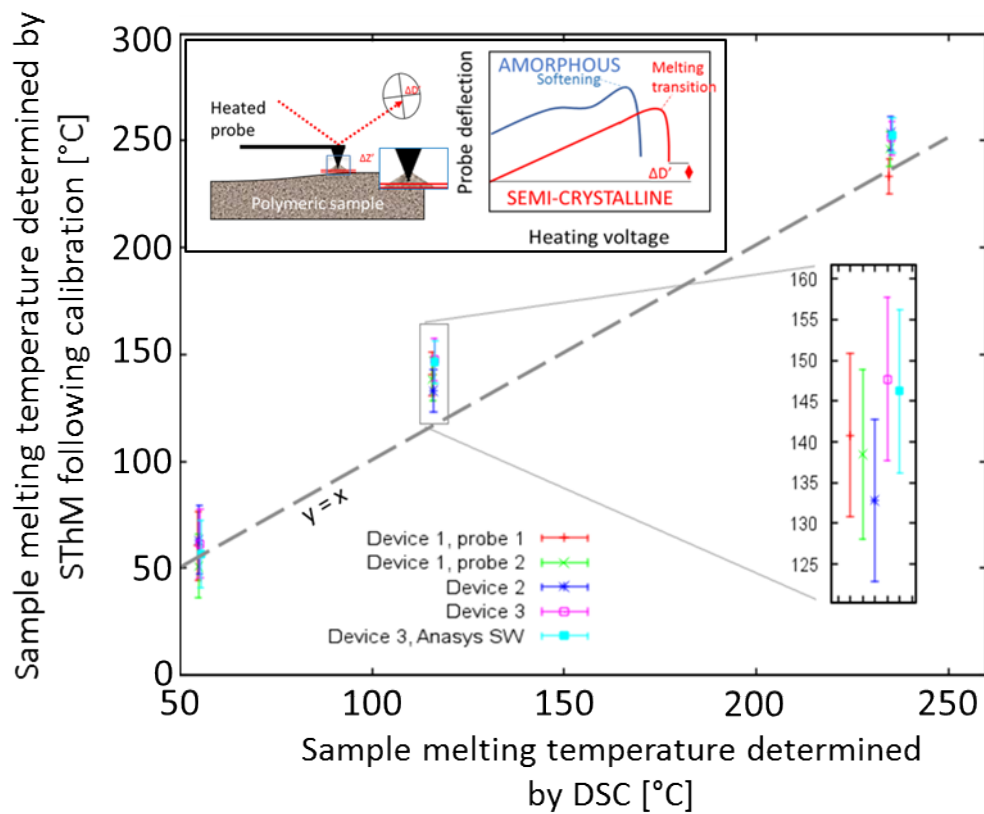 Sample melting temperature determined by
SThM following calibration [°C]
300
250
200
150
100
50
0
50
100
150
200
250
Sample melting temperature determined
by DSC [°C]
Heated
probe
ΔD'
ΔZ'
Polymeric sample
Probe deflection
AMORPHOUS
Softening
Melting
transition
ΔD'
SEMI-CRYSTALLINE
Heating voltage
y = x
Device 1, probe 1
Device 1, probe 2
Device 2
Device 3
Device 3, Anasys SW
160
155
150
145
140
135
130
125